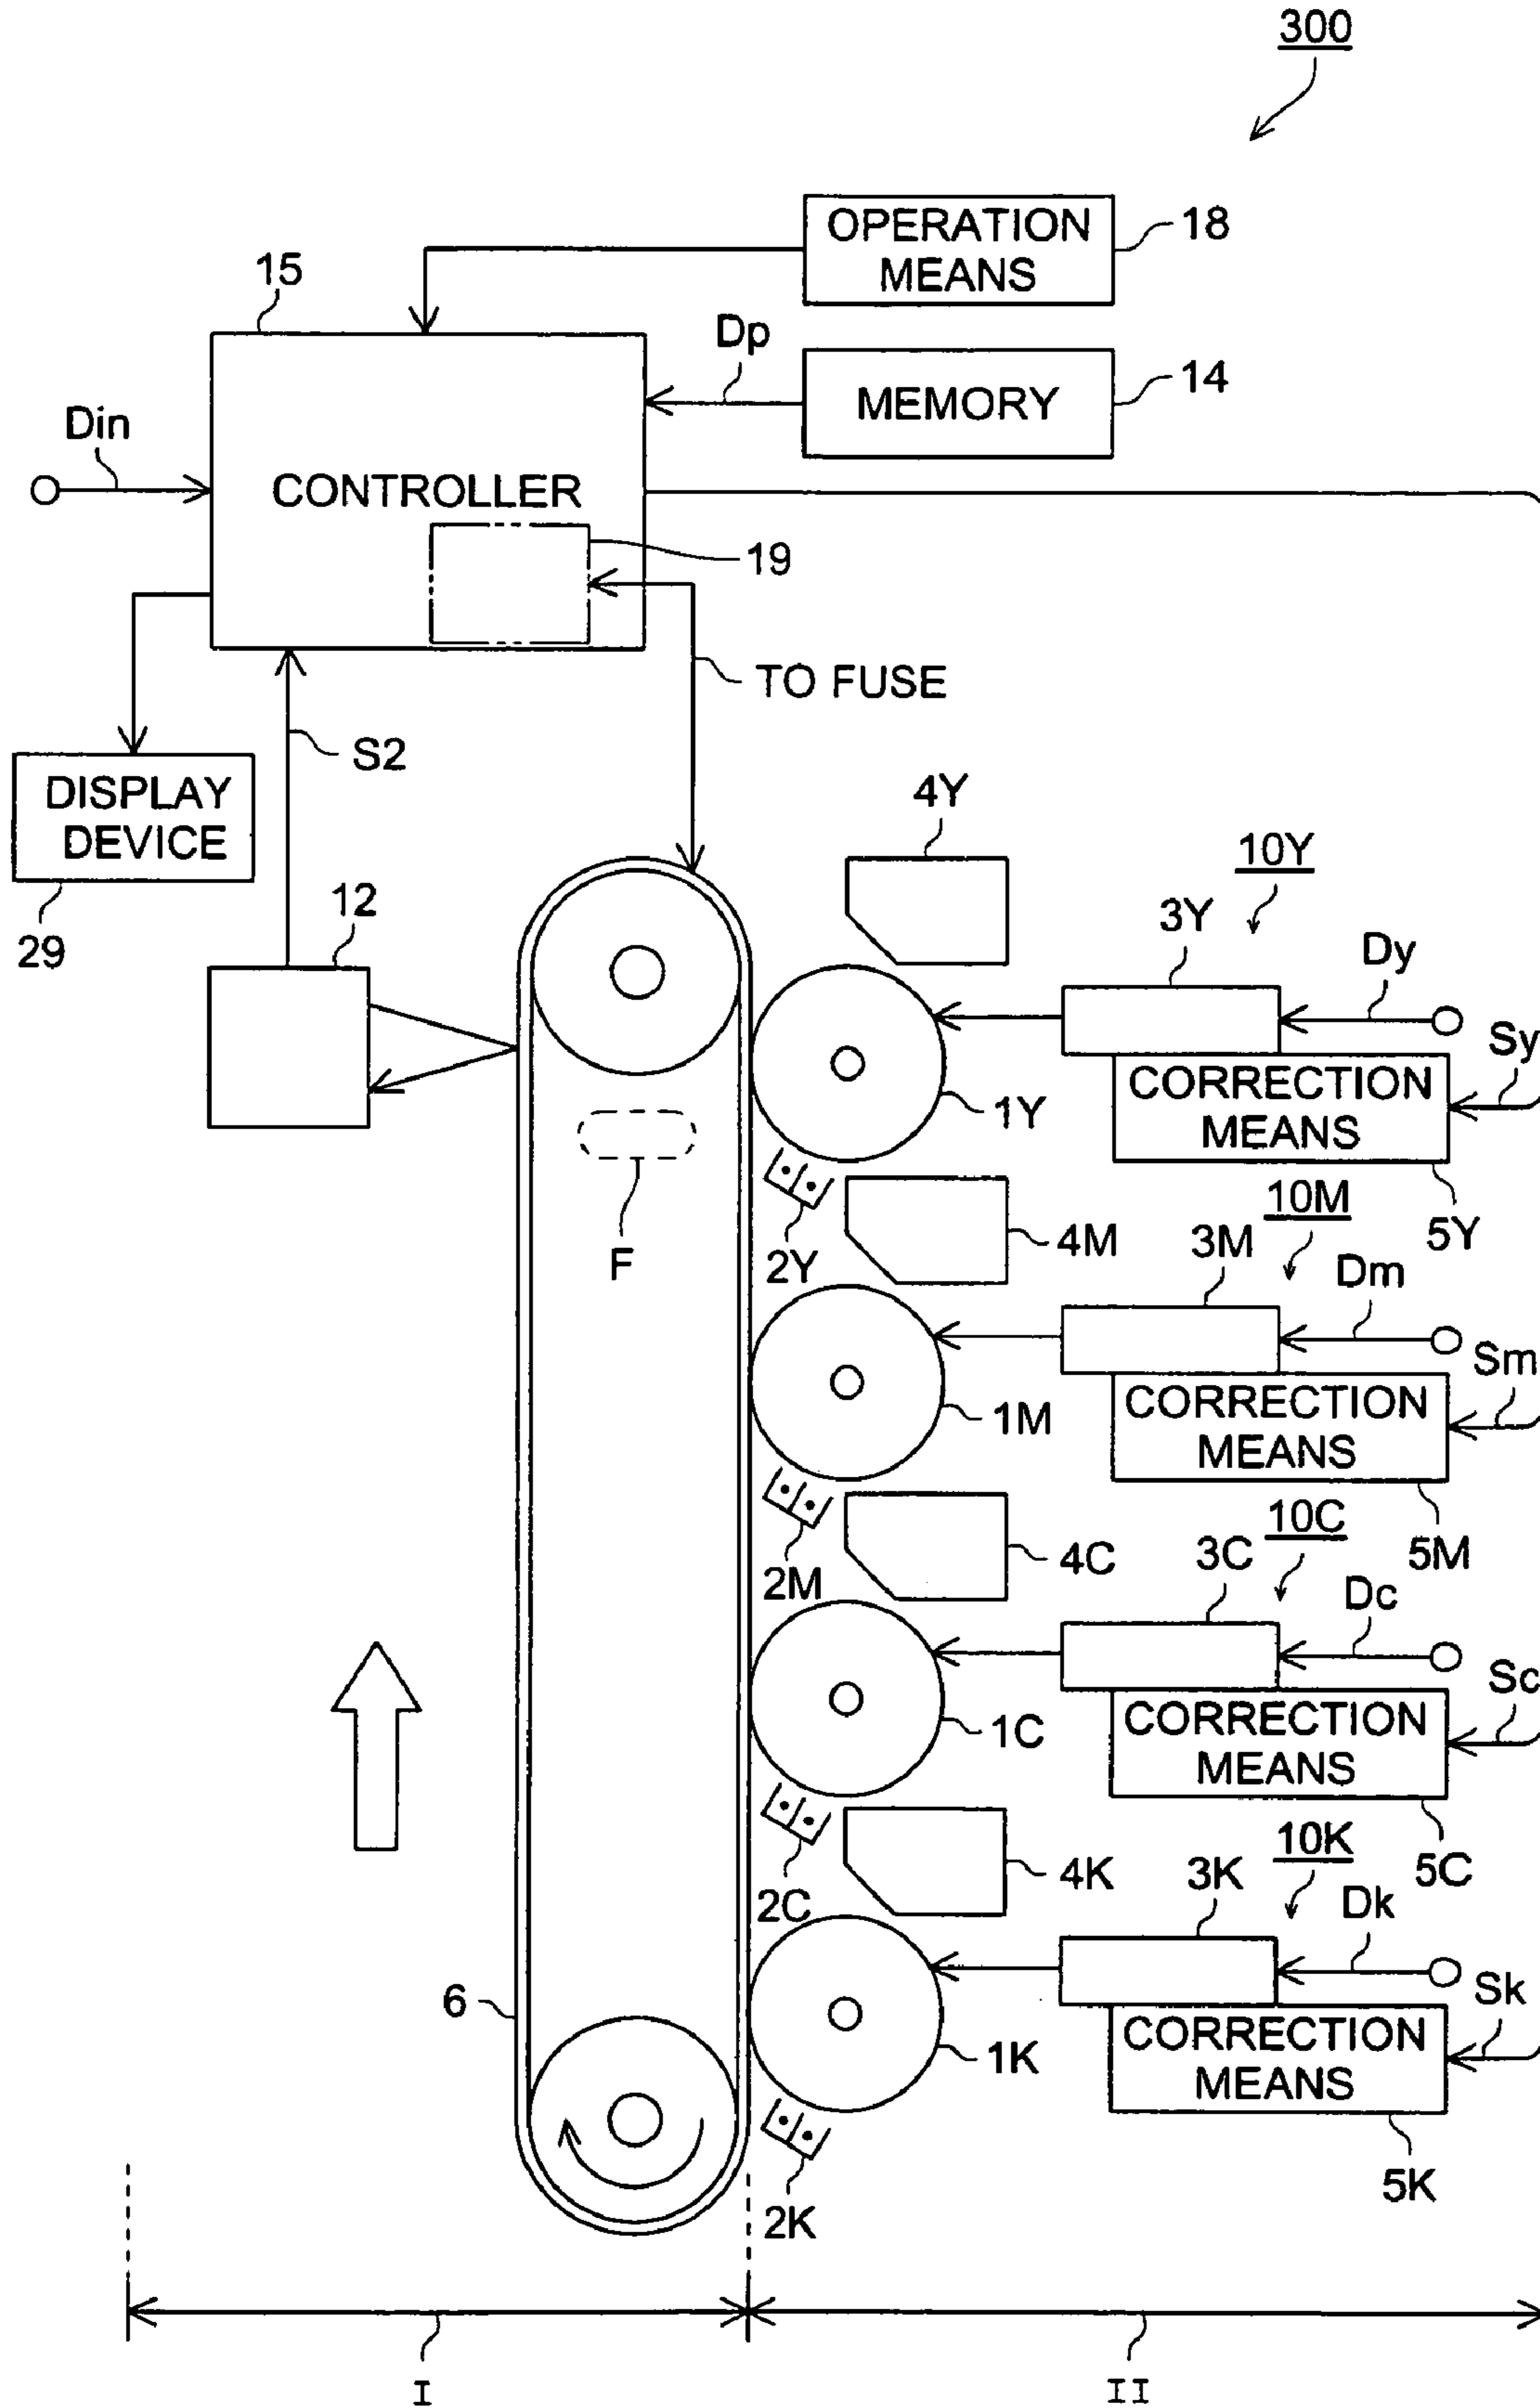 300
OPERATION
MEANS
18
15
Dp
MEMORY
14
Din
CONTROLLER
19
TO FUSE
S2
DISPLAY
DEVICE
29
12
4Y
10Y
3Y
Dy
Sy
CORRECTION
MEANS
1Y
5Y
F
2Y
4M
10M
3M
Dm
Sm
CORRECTION
MEANS
1M
5M
2M
4C
10C
3C
Dc
Sc
CORRECTION
MEANS
1C
5C
2C
4K
10K
3K
Dk
Sk
6
CORRECTION
MEANS
1K
5K
2K
I
II